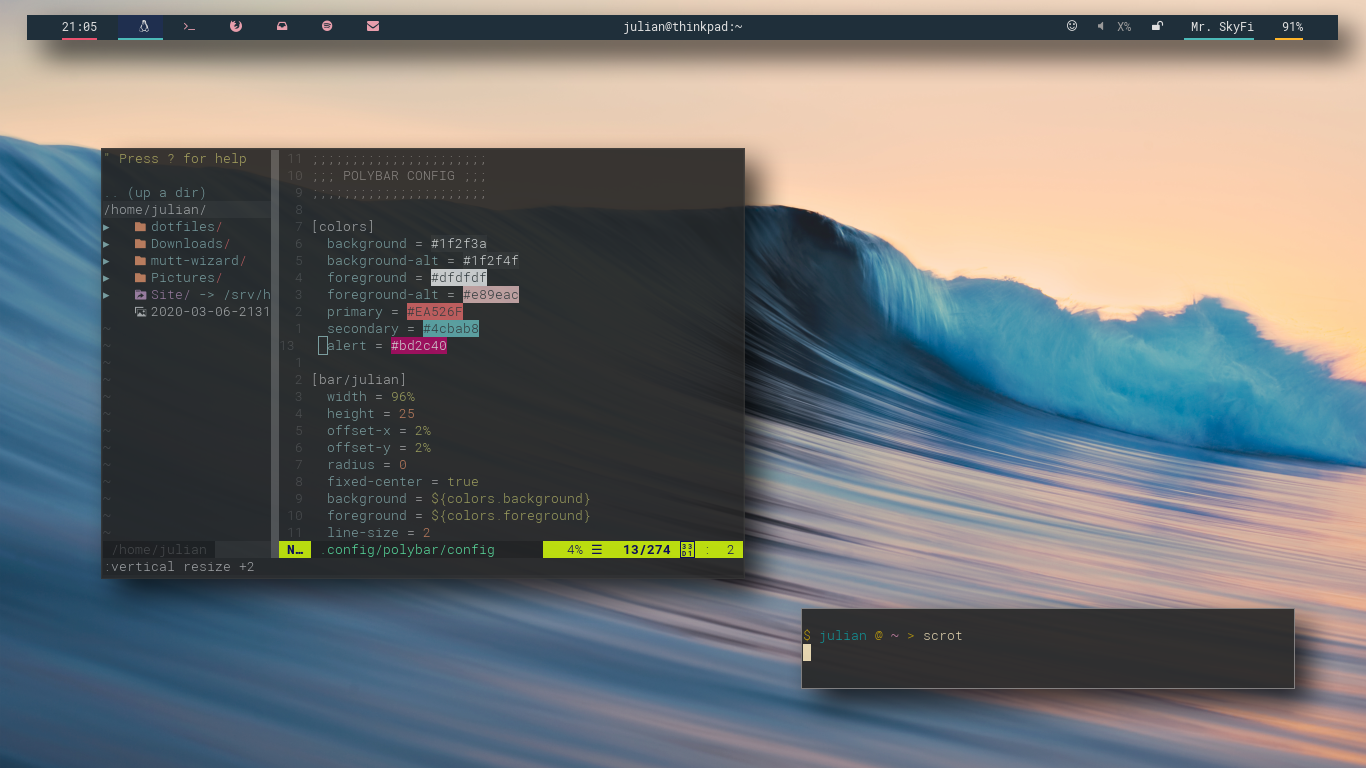 21:05
julian@thinkpad:~
X%
Mr. SkyFi
91%
" Press ? for help
.. (up a dir)
/home/julian/
▸ dotfiles/
▸ Downloads/
▸ mutt-wizard/
▸ Pictures/
▸ Site/ -> /srv/h
2020-03-06-2131
~
~
~
~
~
~
~
~
~
~
~
~
~
/home/julian
11 ;;;;;;;;;;;;;;;;;;;;;;
10 ;;; POLYBAR CONFIG ;;;
9 ;;;;;;;;;;;;;;;;;;;;;;
8
7 [colors]
6 background = #1f2f3a
5 background-alt = #1f2f4f
4 foreground = #dfdfdf
3 foreground-alt = #e89eac
2 primary = #EA526F
1 secondary = #4cbab8
13 alert = #bd2c40
1
2 [bar/julian]
3 width = 96%
4 height = 25
5 offset-x = 2%
6 offset-y = 2%
7 radius = 0
8 fixed-center = true
9 background = ${colors.background}
10 foreground = ${colors.foreground}
11 line-size = 2
N… .config/polybar/config 4% ☰ 13/274 : 2
:vertical resize +2
$ julian @ ~ > scrot